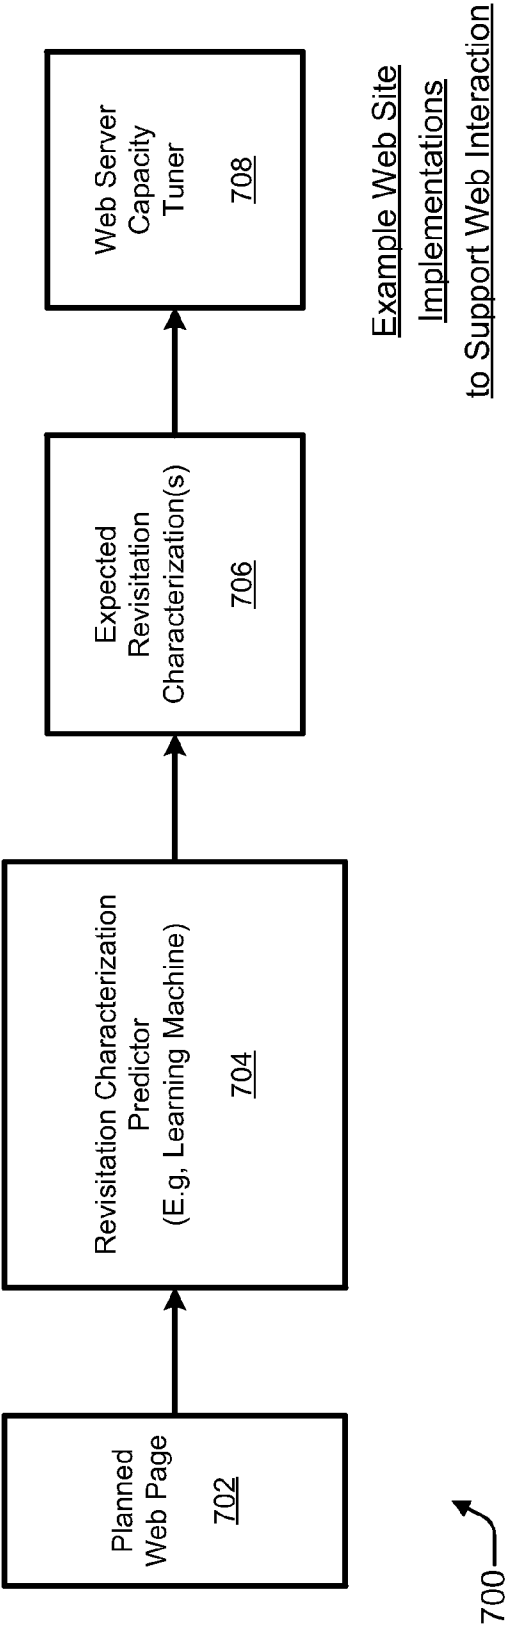 Planned
Web Page
702
Revisitation Characterization
Predictor
(E.g, Learning Machine)
704
Expected
Revisitation
Characterization(s)
706
Web Server
Capacity
Tuner
708
700
Example Web Site
Implementations
to Support Web Interaction